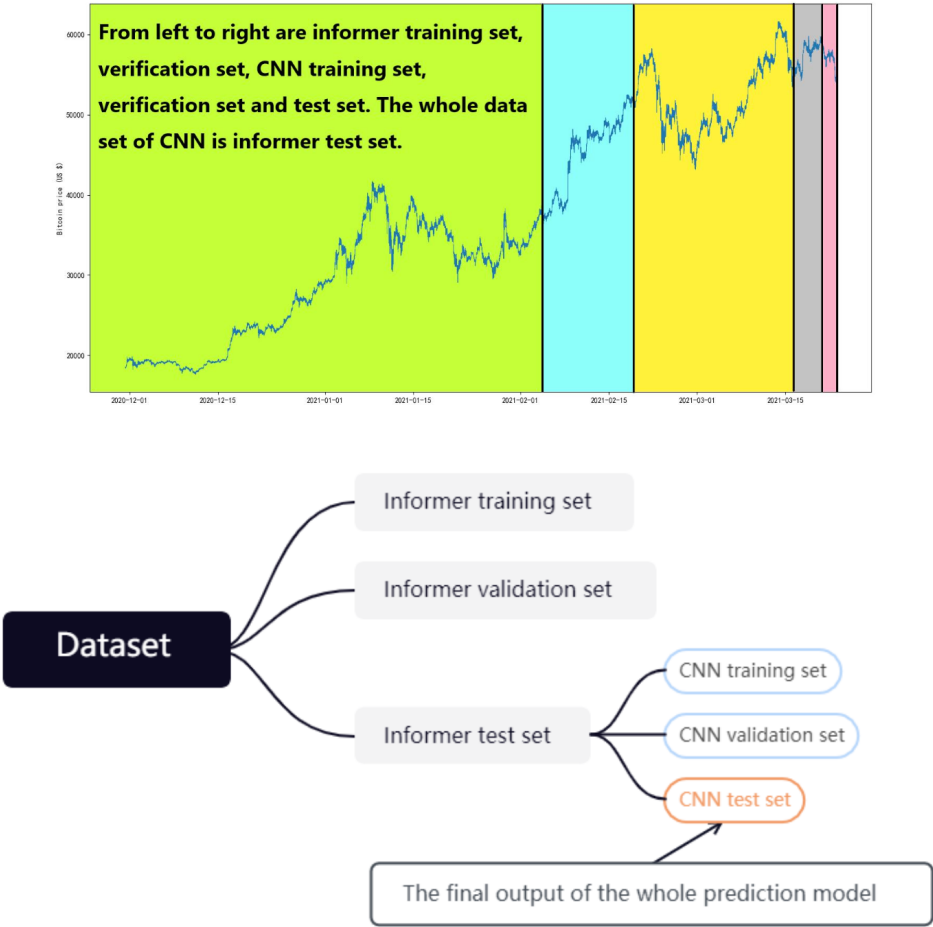 From left to right are informer training set,
verification set, CNN training set,
verification set and test set. The whole data
set of CNN is informer test set.
Bitcoin price (US $)
60000
50000
40000
30000
20000
2020-12-01 2020-12-15 2021-01-01 2021-01-15 2021-02-01 2021-02-15 2021-03-01 2021-03-15
Informer training set
Informer validation set
Dataset
CNN training set
Informer test set
CNN validation set
CNN test set
The final output of the whole prediction model